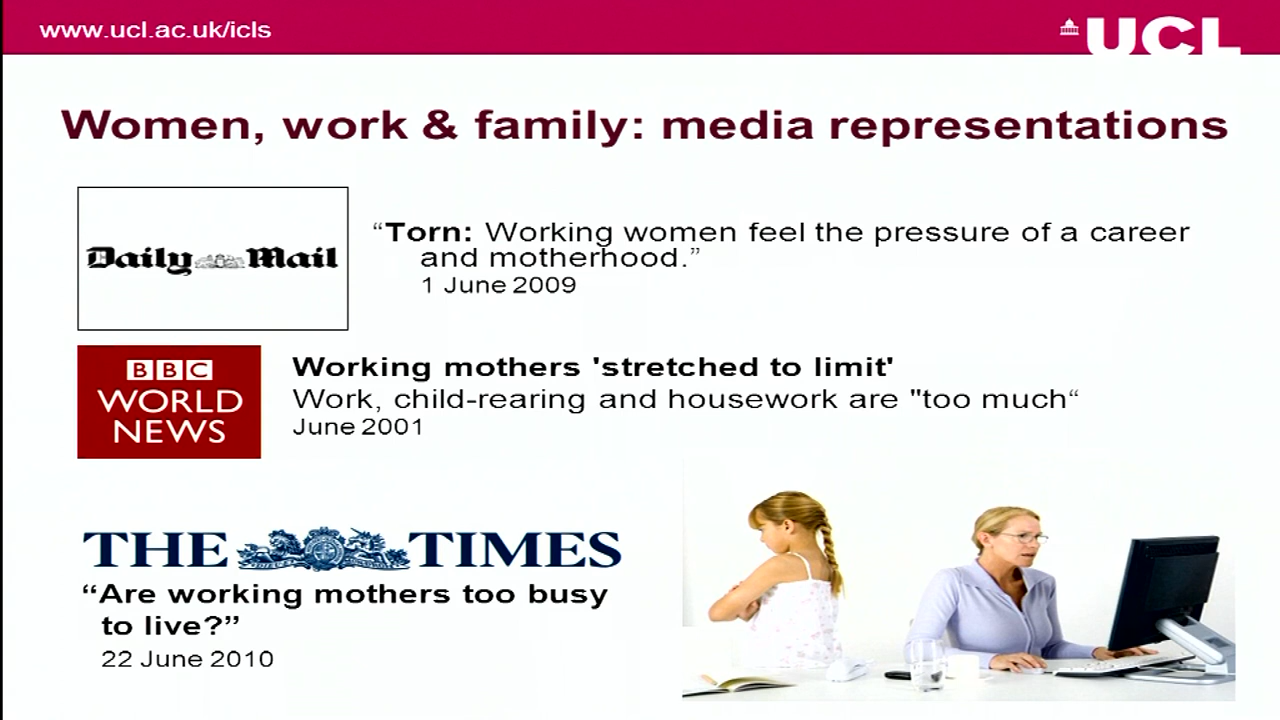 www.ucl.ac.uk/icls
UCL
Women, work & family: media representations
Daily Mail
“Torn: Working women feel the pressure of a career
and motherhood.”
1 June 2009
BBC
WORLD
NEWS
Working mothers 'stretched to limit'
Work, child-rearing and housework are "too much“
June 2001
THE TIMES
“Are working mothers too busy
to live?”
22 June 2010